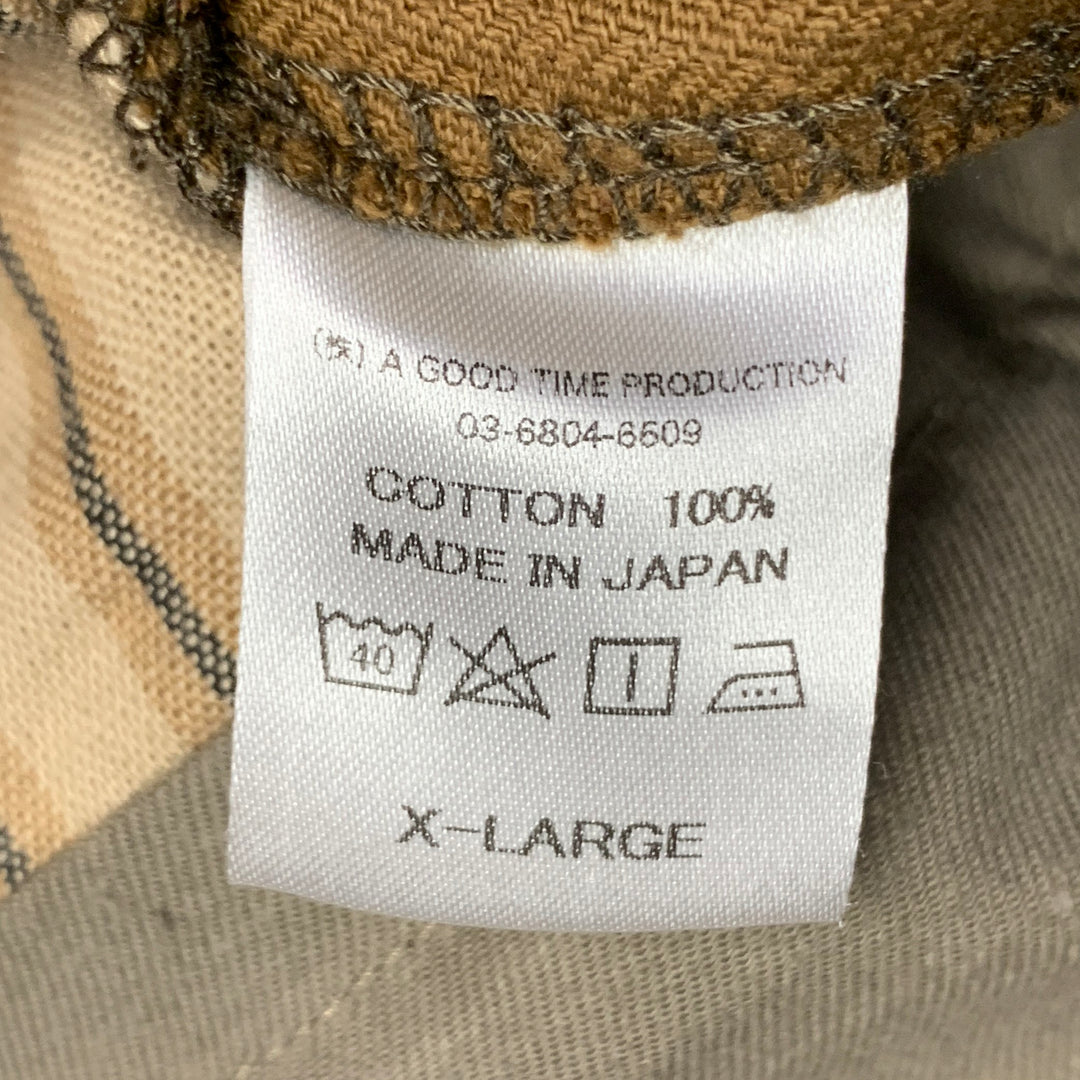 (株) A GOOD TIME PRODUCTION
03-6804-6609
COTTON 100%
MADE IN JAPAN
40
X-LARGE